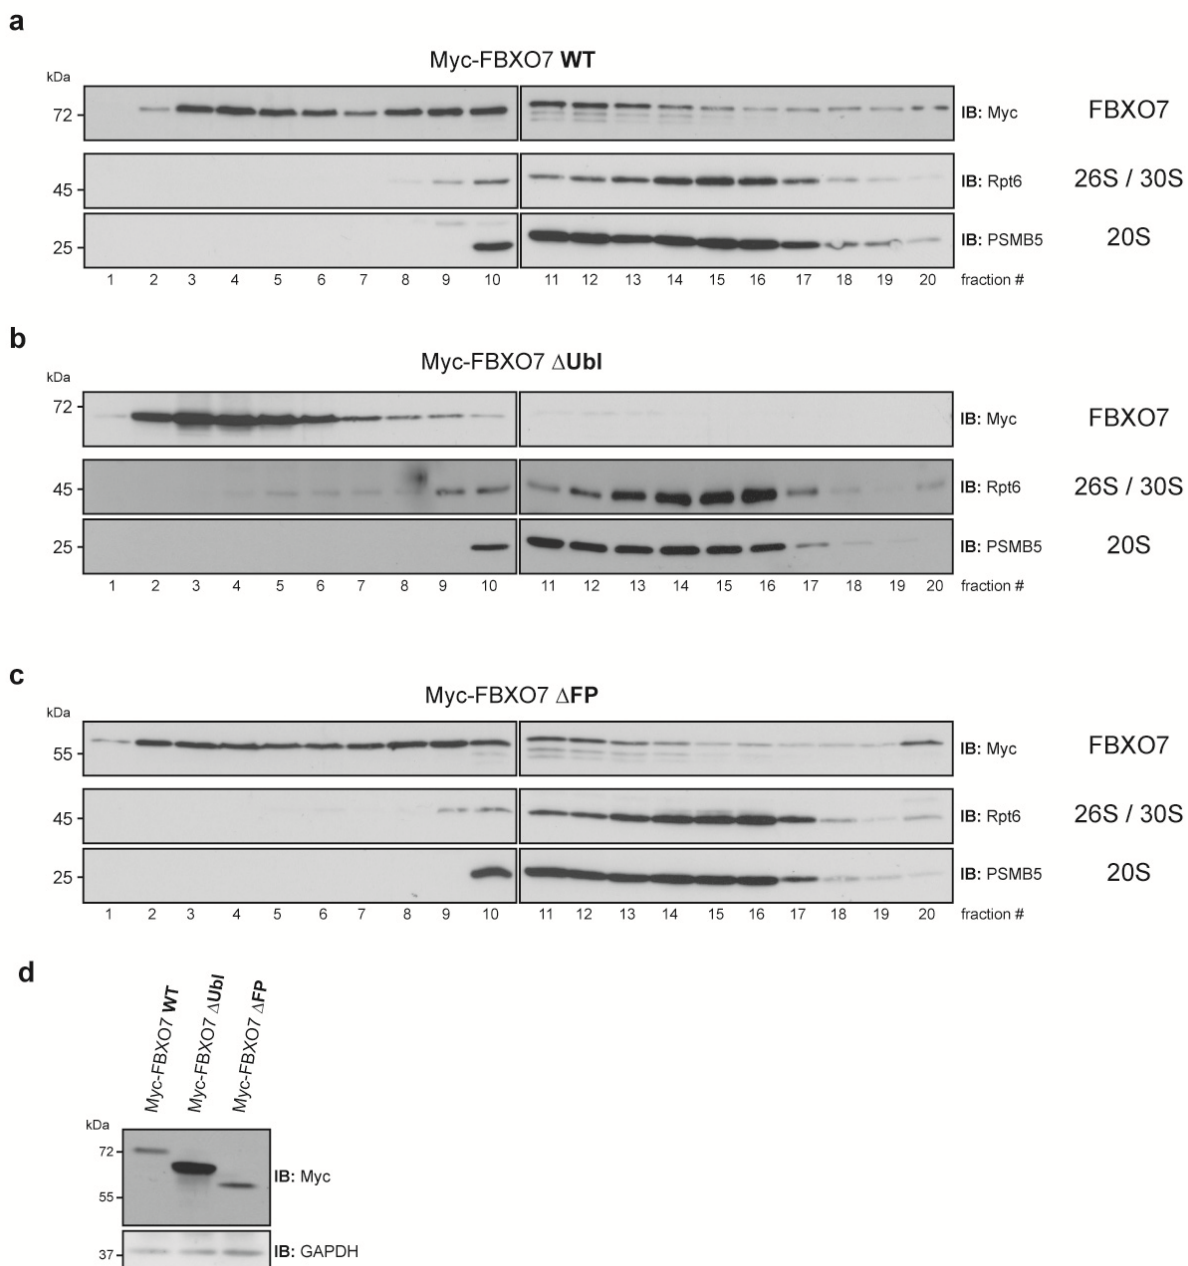 a
Myc-FBXO7 WT
kDa
72
IB: Myc
FBXO7
45
IB: Rpt6
26S / 30S
25
IB: PSMB5
20S
1 2 3 4 5 6 7 8 9 10 11 12 13 14 15 16 17 18 19 20 fraction #
b
Myc-FBXO7 ΔUbl
kDa
72
IB: Myc
FBXO7
45
IB: Rpt6
26S / 30S
25
IB: PSMB5
20S
1 2 3 4 5 6 7 8 9 10 11 12 13 14 15 16 17 18 19 20 fraction #
c
Myc-FBXO7 ΔFP
kDa
55
IB: Myc
FBXO7
45
IB: Rpt6
26S / 30S
25
IB: PSMB5
20S
1 2 3 4 5 6 7 8 9 10 11 12 13 14 15 16 17 18 19 20 fraction #
d
Myc-FBXO7 WT
Myc-FBXO7 ΔUbl
Myc-FBXO7 ΔFP
kDa
72
IB: Myc
55
37
IB: GAPDH